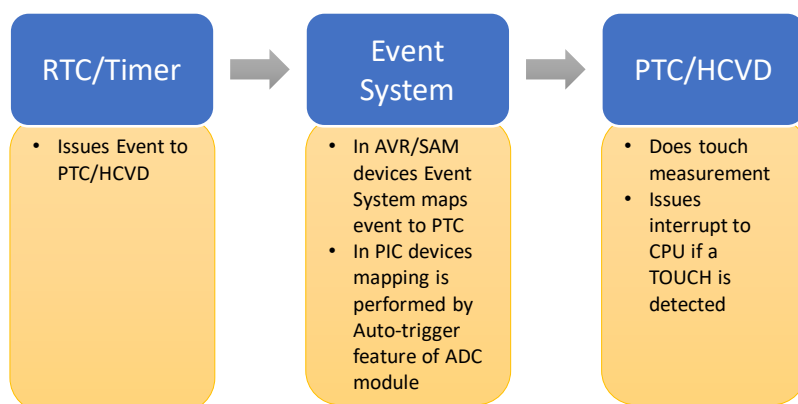 RTC/Timer
• Issues Event to
PTC/HCVD
Event
System
• In AVR/SAM
devices Event
System maps
event to PTC
• In PIC devices
mapping is
performed by
Auto-trigger
feature of ADC
module
PTC/HCVD
• Does touch
measurement
• Issues
interrupt to
CPU if a
TOUCH is
detected